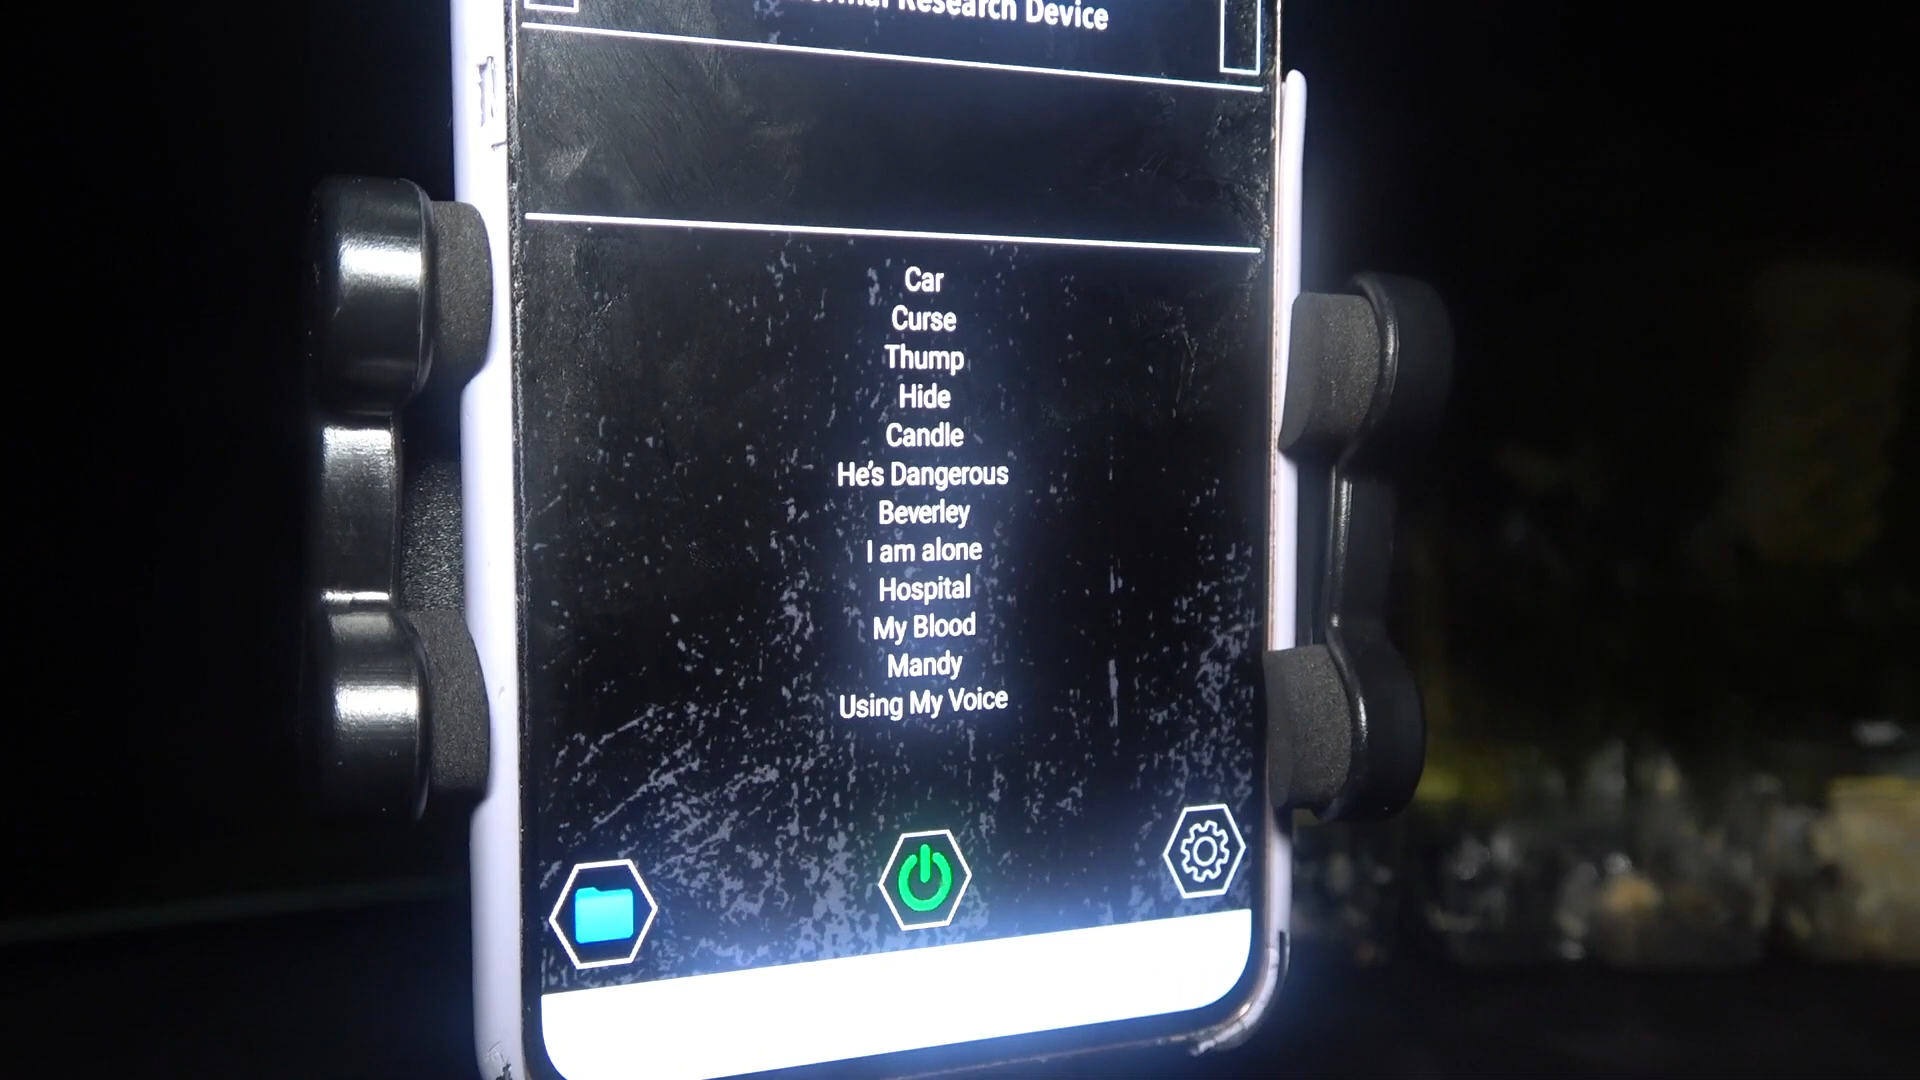 Research Device
Car
Curse
Thump
Hide
Candle
He's Dangerous
Beverley
I am alone
Hospital
My Blood
Mandy
Using My Voice